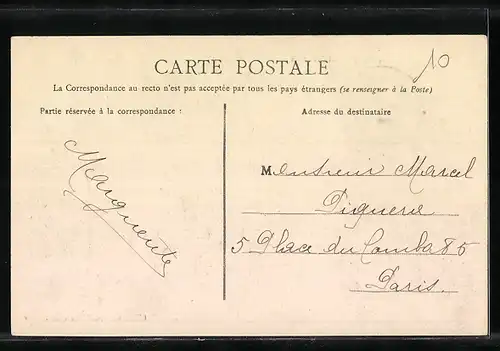 10
CARTE POSTALE
La Correspondance au recto n'est pas acceptée par tous les pays étrangers (se renseigner à la Poste)
Partie réservée à la correspondance :
Adresse du destinataire
Marguerite
Monsieur Marcel
5 Place du Combat 85
Paris.